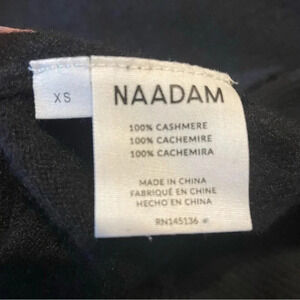 XS
NAADAM
100% CASHMERE
100% CACHEMIRE
100% CACHEMIRA
MADE IN CHINA
FABRIQUÉ EN CHINE
HECHO EN CHINA
RN145136